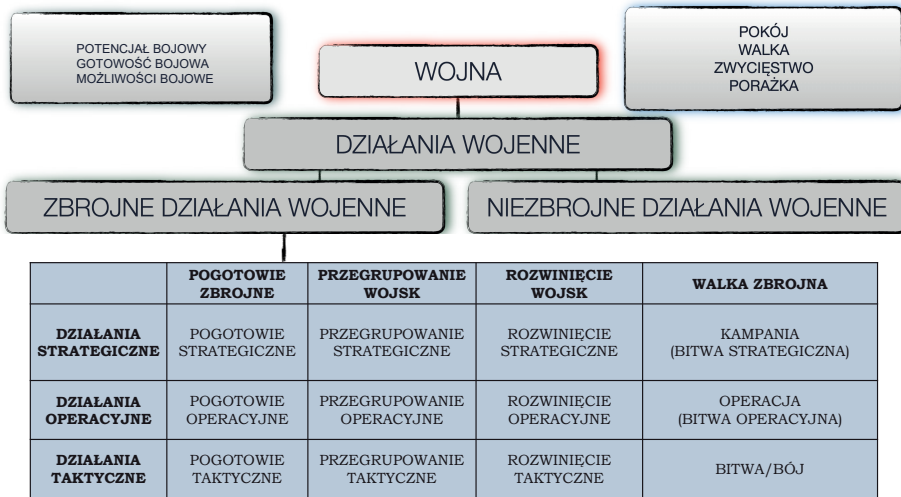 POTENCJAŁ BOJOWY
GOTOWOŚĆ BOJOWA
MOŻLIWOŚCI BOJOWE
WOJNA
POKÓJ
WALKA
ZWYCIĘSTWO
PORAŻKA
DZIAŁANIA WOJENNE
ZBROJNE DZIAŁANIA WOJENNE
NIEZBROJNE DZIAŁANIA WOJENNE
POGOTOWIE
ZBROJNE
PRZEGRUPOWANIE
WOJSK
ROZWINIĘCIE
WOJSK
WALKA ZBROJNA
DZIAŁANIA
STRATEGICZNE
POGOTOWIE
STRATEGICZNE
PRZEGRUPOWANIE
STRATEGICZNE
ROZWINIĘCIE
STRATEGICZNE
KAMPANIA
(BITWA STRATEGICZNA)
DZIAŁANIA
OPERACYJNE
POGOTOWIE
OPERACYJNE
PRZEGRUPOWANIE
OPERACYJNE
ROZWINIĘCIE
OPERACYJNE
OPERACJA
(BITWA OPERACYJNA)
DZIAŁANIA
TAKTYCZNE
POGOTOWIE
TAKTYCZNE
PRZEGRUPOWANIE
TAKTYCZNE
ROZWINIĘCIE
TAKTYCZNE
BITWA/BÓJ